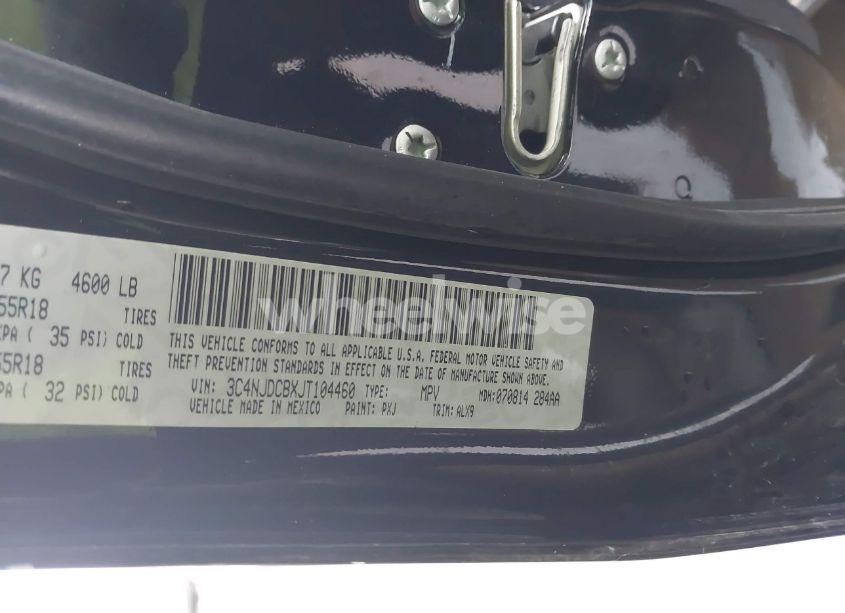 7 KG 4600 LB
55R18 TIRES
KPA ( 35 PSI) COLD
55R18 TIRES
PA ( 32 PSI) COLD
THIS VEHICLE CONFORMS TO ALL APPLICABLE U.S.A. FEDERAL MOTOR VEHICLE SAFETY AND
THEFT PREVENTION STANDARDS IN EFFECT ON THE DATE OF MANUFACTURE SHOWN ABOVE.
VIN: 3C4NJDCBXJT104460 TYPE: MPV MDH:070814 284AA
VEHICLE MADE IN MEXICO PAINT: PXJ TRIM: ALX9
wheelwise